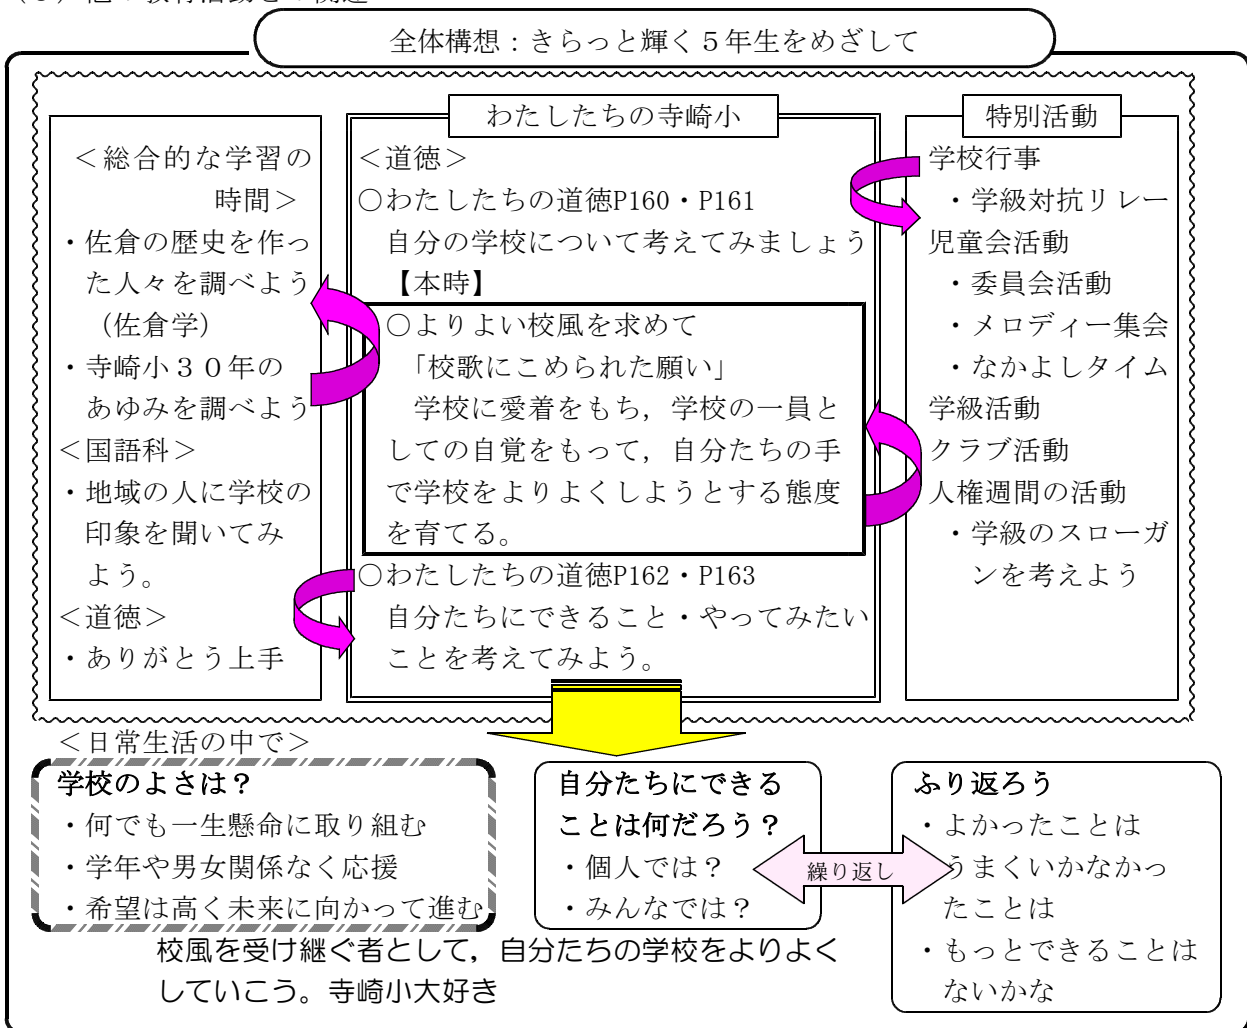 全体構想：きらっと輝く５年生をめざして
＜総合的な学習の
時間＞
・佐倉の歴史を作っ
た人々を調べよう
（佐倉学）
・寺崎小３０年の
あゆみを調べよう
＜国語科＞
・地域の人に学校の
印象を聞いてみ
よう。
＜道徳＞
・ありがとう上手
わたしたちの寺崎小
＜道徳＞
○わたしたちの道徳P160・P161
自分の学校について考えてみましょう
【本時】
○よりよい校風を求めて
「校歌にこめられた願い」
学校に愛着をもち，学校の一員と
しての自覚をもって，自分たちの手
で学校をよりよくしようとする態度
を育てる。
○わたしたちの道徳P162・P163
自分たちにできること・やってみたい
ことを考えてみよう。
特別活動
学校行事
・学級対抗リレー
児童会活動
・委員会活動
・メロディー集会
・なかよしタイム
学級活動
クラブ活動
人権週間の活動
・学級のスローガ
ンを考えよう
＜日常生活の中で＞
学校のよさは？
・何でも一生懸命に取り組む
・学年や男女関係なく応援
・希望は高く未来に向かって進む
自分たちにできる
ことは何だろう？
・個人では？
・みんなでは？
繰り返し
ふり返ろう
・よかったことは
うまくいかなかっ
たことは
・もっとできることは
ないかな
校風を受け継ぐ者として，自分たちの学校をよりよく
していこう。寺崎小大好き